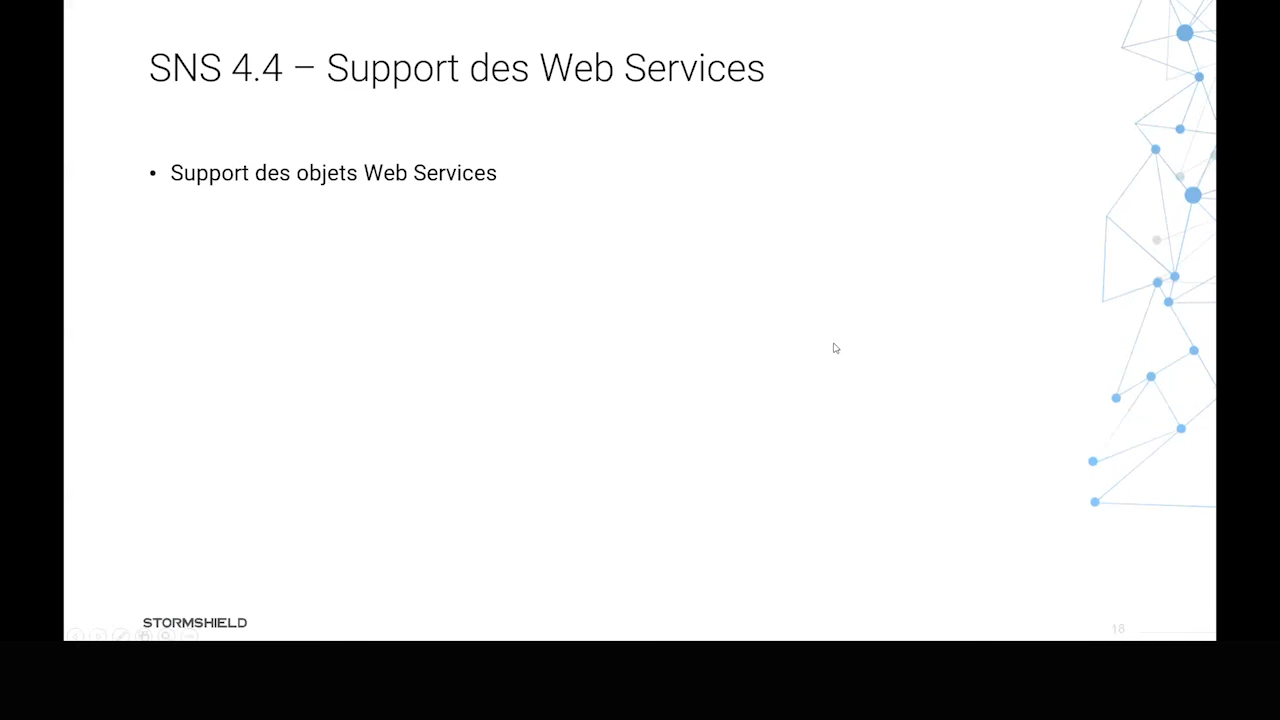 SNS 4.4 – Support des Web Services
• Support des objets Web Services
STORMSHIELD
18